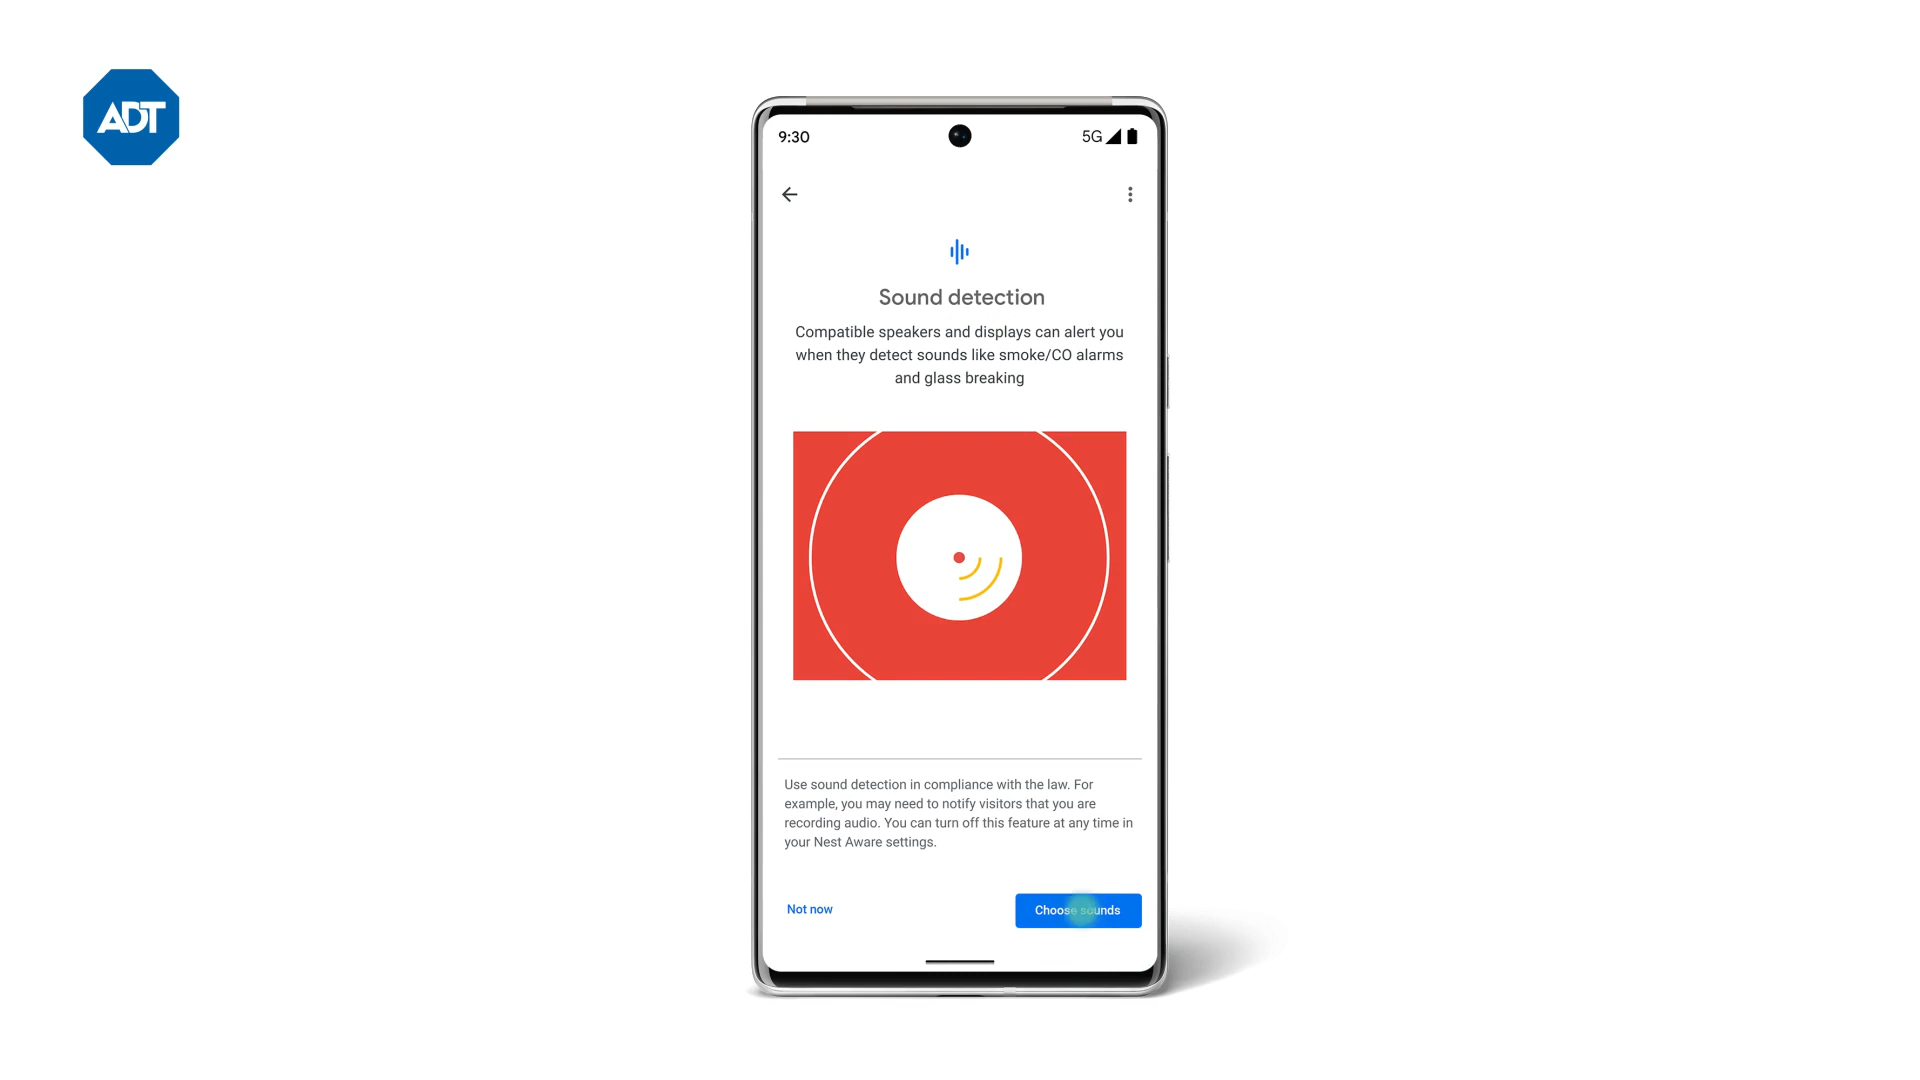 ADT
9:30
5G
Sound detection
Compatible speakers and displays can alert you
when they detect sounds like smoke/CO alarms
and glass breaking
Use sound detection in compliance with the law. For
example, you may need to notify visitors that you are
recording audio. You can turn off this feature at any time in
your Nest Aware settings.
Not now
Choose sounds